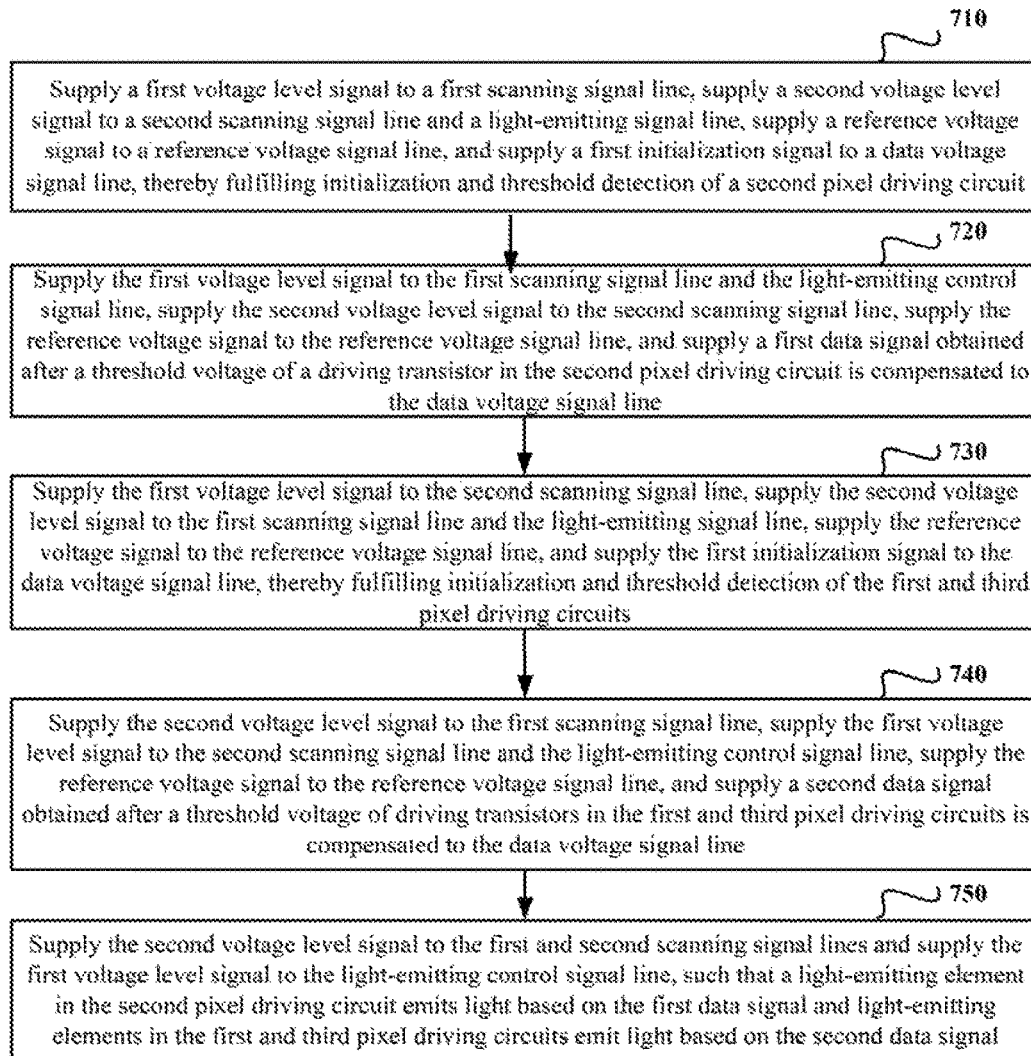 710
Supply a first voltage level signal to a first scanning signal line, supply a second voltage level
signal to a second scanning signal line and a light-emitting signal line, supply a reference voltage
signal to a reference voltage signal line, and supply a first initialization signal to a data voltage
signal line, thereby fulfilling initialization and threshold detection of a second pixel driving circuit
720
Supply the first voltage level signal to the first scanning signal line and the light-emitting control
signal line, supply the second voltage level signal to the second scanning signal line, supply the
reference voltage signal to the reference voltage signal line, and supply a first data signal obtained
after a threshold voltage of a driving transistor in the second pixel driving circuit is compensated to
the data voltage signal line
730
Supply the first voltage level signal to the second scanning signal line, supply the second voltage
level signal to the first scanning signal line and the light-emitting signal line, supply the reference
voltage signal to the reference voltage signal line, and supply the first initialization signal to the
data voltage signal line, thereby fulfilling initialization and threshold detection of the first and third
pixel driving circuits
740
Supply the second voltage level signal to the first scanning signal line, supply the first voltage
level signal to the second scanning signal line and the light-emitting control signal line, supply the
reference voltage signal to the reference voltage signal line, and supply a second data signal
obtained after a threshold voltage of driving transistors in the first and third pixel driving circuits is
compensated to the data voltage signal line
750
Supply the second voltage level signal to the first and second scanning signal lines and supply the
first voltage level signal to the light-emitting control signal line, such that a light-emitting element
in the second pixel driving circuit emits light based on the first data signal and light-emitting
elements in the first and third pixel driving circuits emit light based on the second data signal